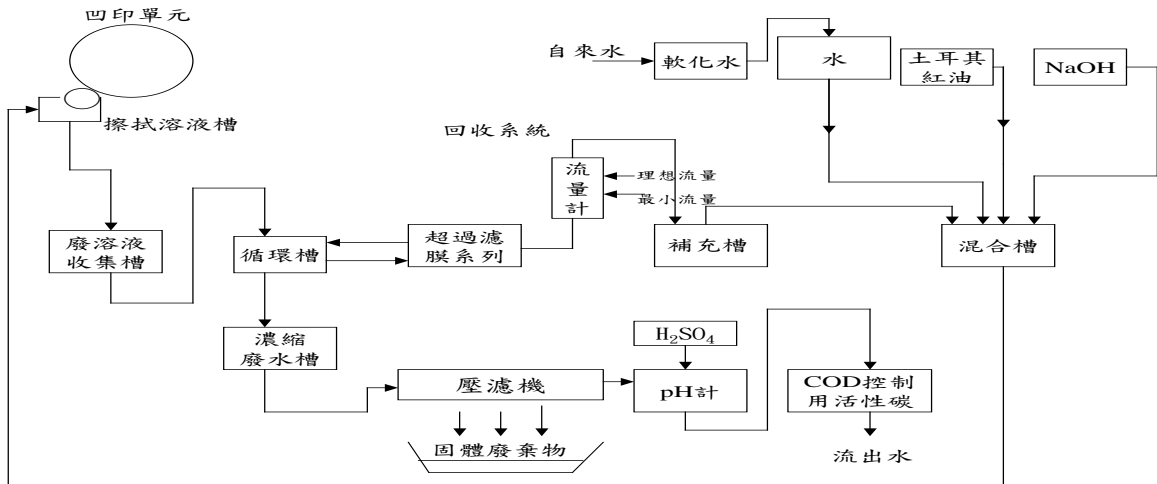 凹印單元
擦拭溶液槽
自來水
軟化水
水
土耳其
紅油
NaOH
回收系統
流
量
計
理想流量
最小流量
廢溶液
收集槽
循環槽
超過濾
膜系列
補充槽
混合槽
濃縮
廢水槽
壓濾機
固體廢棄物
H₂SO₄
pH計
COD控制
用活性碳
流出水